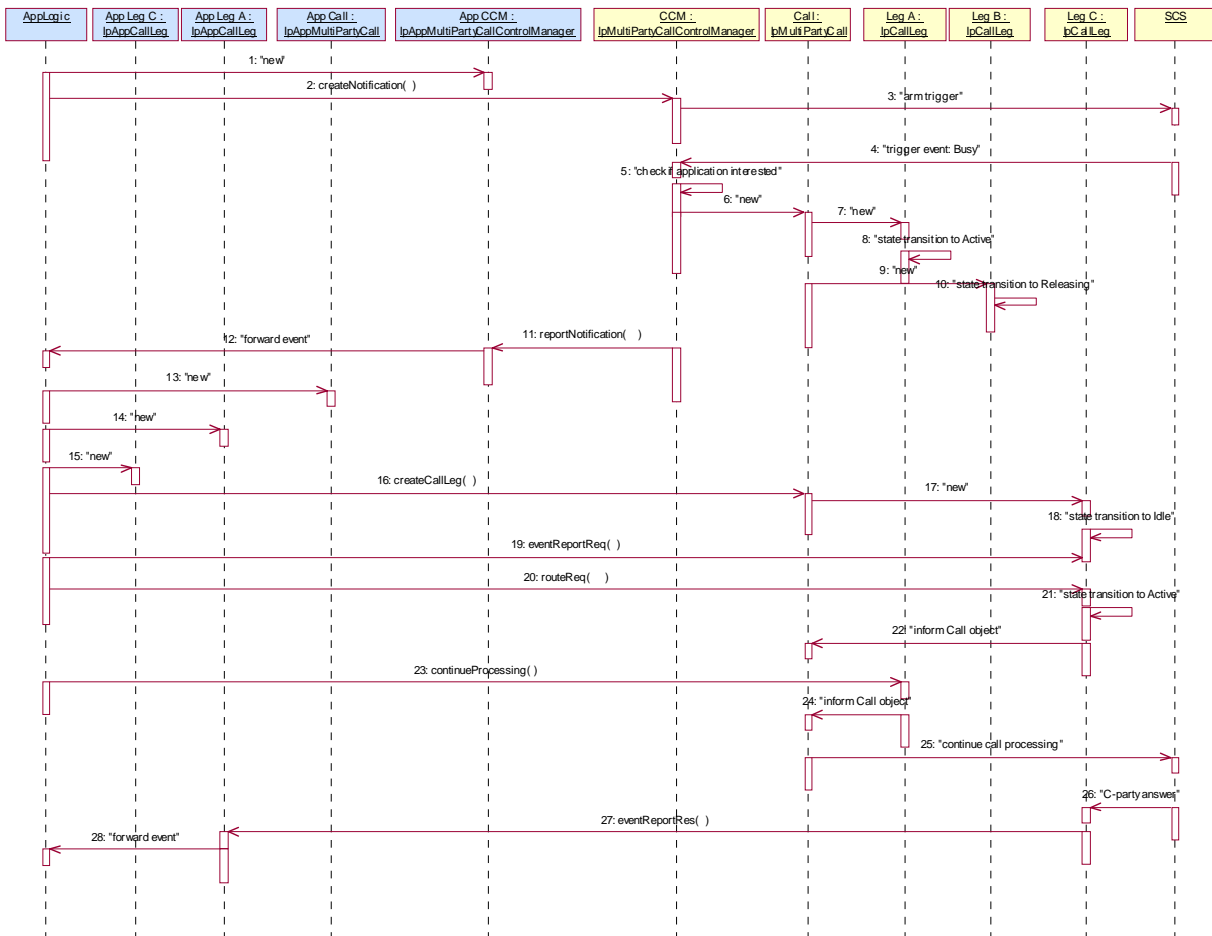 AppLogic
App Leg C :
IpAppCallLeg
App Leg A :
IpAppCallLeg
App Call :
IpAppMultiPartyCall
App CCM :
IpAppMultiPartyCallControlManager
CCM :
IpMultiPartyCallControlManager
Call :
IpMultiPartyCall
Leg A :
IpCallLeg
Leg B :
IpCallLeg
Leg C :
IpCallLeg
SCS
1: "new"
2: createNotification( )
3: "arm trigger"
4: "trigger event: Busy"
5: "check if application interested"
6: "new"
7: "new"
8: "state transition to Active"
9: "new"
10: "state transition to Releasing"
11: reportNotification( )
12: "forward event"
13: "new"
14: "new"
15: "new"
16: createCallLeg( )
17: "new"
18: "state transition to Idle"
19: eventReportReq( )
20: routeReq( )
21: "state transition to Active"
22: "inform Call object"
23: continueProcessing( )
24: "inform Call object"
25: "continue call processing"
26: "C-party answer"
27: eventReportRes( )
28: "forward event"